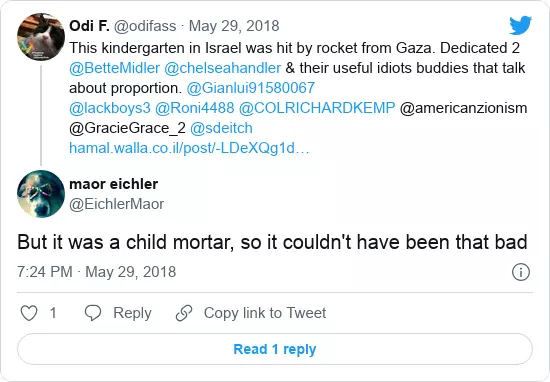 Odi F. @odifass · May 29, 2018
This kindergarten in Israel was hit by rocket from Gaza. Dedicated 2
@BetteMidler @chelseahandler & their useful idiots buddies that talk
about proportion. @Gianlui91580067
@lackboys3 @Roni4488 @COLRICHARDKEMP @americanzionism
@GracieGrace_2 @sdeitch
hamal.walla.co.il/post/-LDeXQg1d…
maor eichler
@EichlerMaor
But it was a child mortar, so it couldn't have been that bad
7:24 PM · May 29, 2018
1 Reply Copy link to Tweet
Read 1 reply